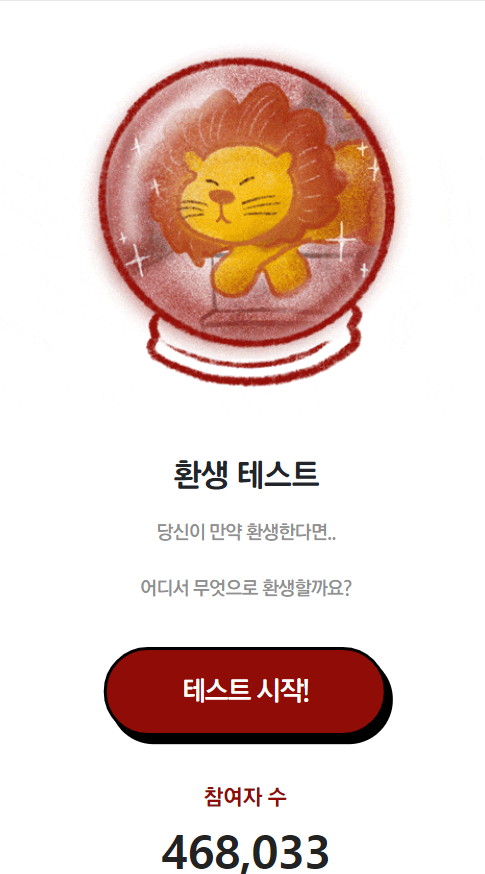 환생 테스트
당신이 만약 환생한다면..
어디서 무엇으로 환생할까요?
테스트 시작!
참여자 수
468,033